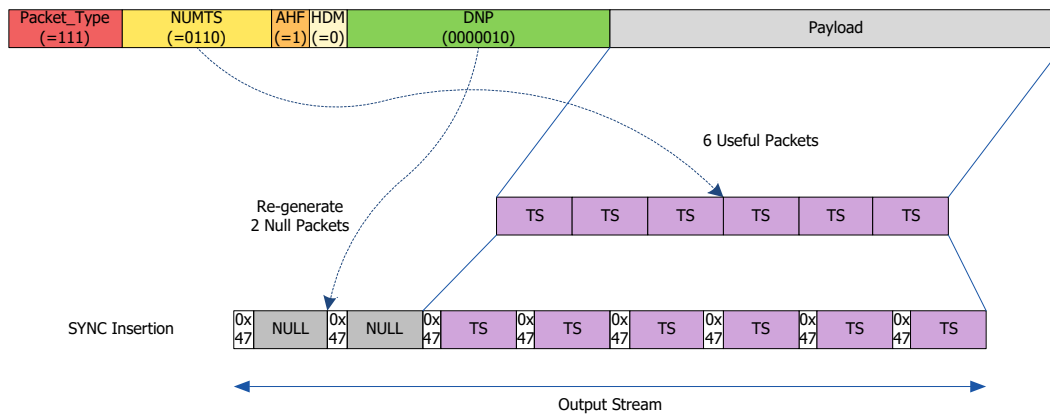 Packet_Type
(=111)
NUMTS
(=0110)
AHF
(=1)
HDM
(=0)
DNP
(0000010)
Payload
6 Useful Packets
Re-generate
2 Null Packets
TS
TS
TS
TS
TS
TS
SYNC Insertion
0x
47
NULL
0x
47
NULL
0x
47
TS
0x
47
TS
0x
47
TS
0x
47
TS
0x
47
TS
0x
47
TS
Output Stream